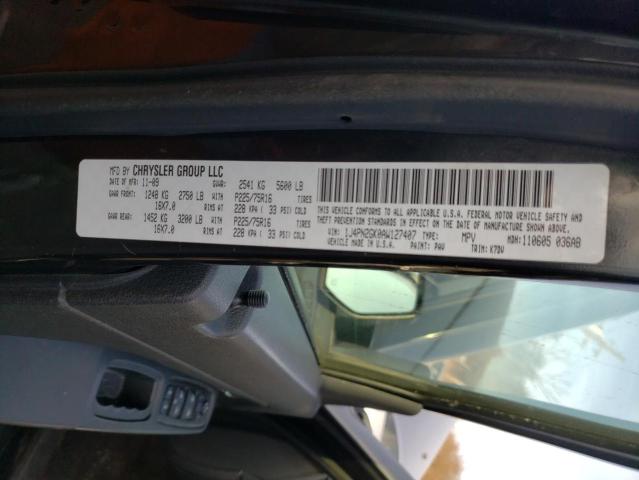 MFD BY CHRYSLER GROUP LLC
DATE OF MFR: 11-09 GVWR: 2541 KG 5600 LB
GAWR FRONT: 1248 KG 2750 LB WITH P225/75R16 TIRES
16X7.0 RIMS AT 228 KPA ( 33 PSI) COLD
GAWR REAR: 1452 KG 3200 LB WITH P225/75R16 TIRES
16X7.0 RIMS AT 228 KPA ( 33 PSI) COLD
THIS VEHICLE CONFORMS TO ALL APPLICABLE U.S.A. FEDERAL MOTOR VEHICLE SAFETY, BUMPER AND
THEFT PREVENTION STANDARDS IN EFFECT ON THE DATE OF MANUFACTURE SHOWN ABOVE.
VIN: 1J4PN2GK0AW127407 TYPE: MPV MDH: 110605 036AB
VEHICLE MADE IN U.S.A. PAINT: PAV TRIM: K7DV